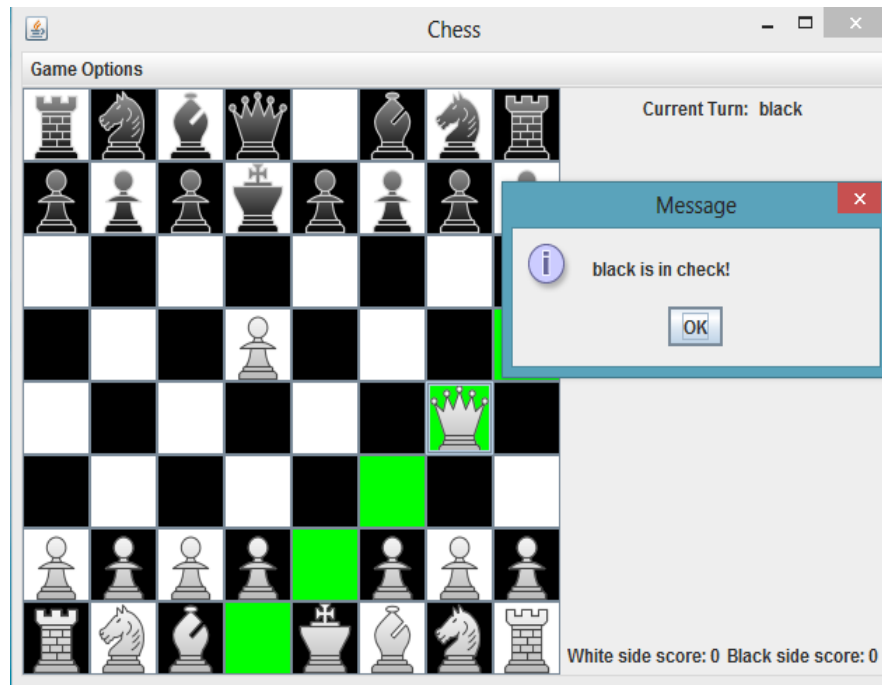 Chess
Game Options
Current Turn: black
Message
black is in check!
OK
White side score: 0 Black side score: 0